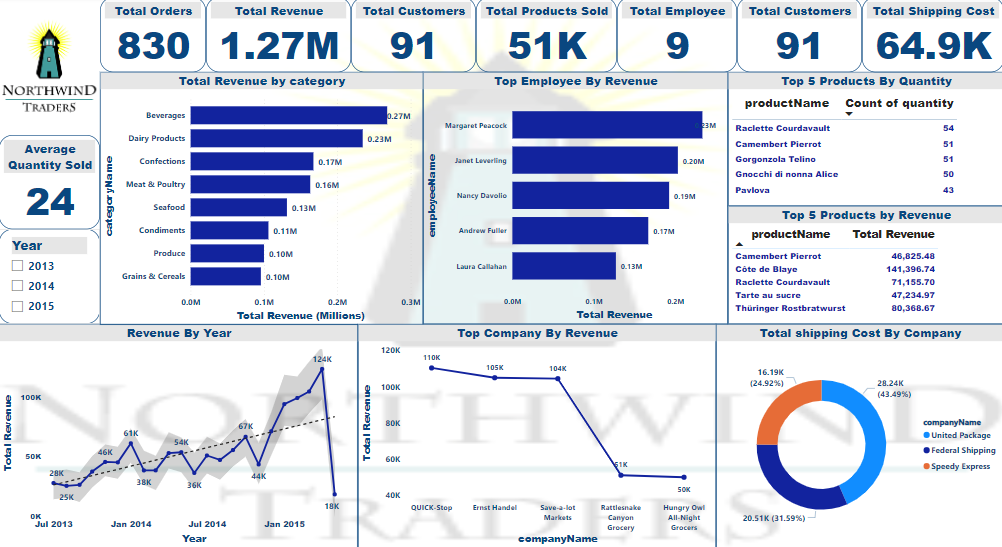 NORTHWIND
TRADERS
Total Orders
830
Total Revenue
1.27M
Total Customers
91
Total Products Sold
51K
Total Employee
9
Total Customers
91
Total Shipping Cost
64.9K
Average
Quantity Sold
24
Year
2013
2014
2015
Total Revenue by category
categoryName
Beverages 0.27M
Dairy Products 0.23M
Confections 0.17M
Meat & Poultry 0.16M
Seafood 0.13M
Condiments 0.11M
Produce 0.10M
Grains & Cereals 0.10M
0.0M 0.1M 0.2M 0.3M
Total Revenue (Millions)
Top Employee By Revenue
employeeName
Margaret Peacock 0.23M
Janet Leverling 0.20M
Nancy Davolio 0.19M
Andrew Fuller 0.17M
Laura Callahan 0.13M
0.0M 0.1M 0.2M
Total Revenue
Top 5 Products By Quantity
productName Count of quantity
Raclette Courdavault 54
Camembert Pierrot 51
Gorgonzola Telino 51
Gnocchi di nonna Alice 50
Pavlova 43
Top 5 Products by Revenue
productName Total Revenue
Camembert Pierrot 46,825.48
Côte de Blaye 141,396.74
Raclette Courdavault 71,155.70
Tarte au sucre 47,234.97
Thüringer Rostbratwurst 80,368.67
Revenue By Year
Total Revenue
100K
50K
0K
28K
25K
46K
61K
38K
54K
36K
67K
44K
124K
18K
Jul 2013 Jan 2014 Jul 2014 Jan 2015
Year
Top Company By Revenue
Total Revenue
120K
100K
80K
60K
40K
110K
105K
104K
51K
50K
QUICK-Stop
Ernst Handel
Save-a-lot
Markets
Rattlesnake
Canyon
Grocery
Hungry Owl
All-Night
Grocers
companyName
Total shipping Cost By Company
16.19K
(24.92%)
28.24K
(43.49%)
20.51K (31.59%)
companyName
United Package
Federal Shipping
Speedy Express
NORTHWIND
TRADERS